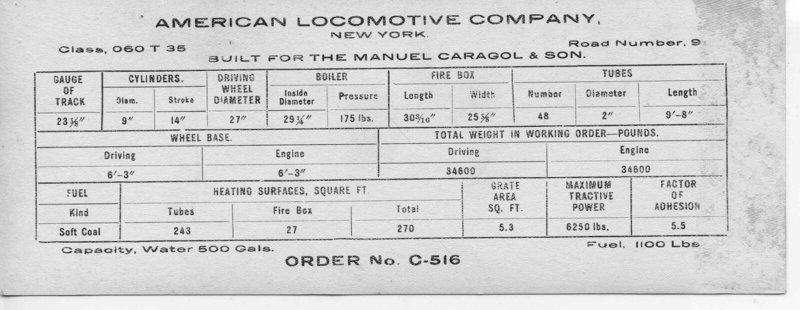 AMERICAN LOCOMOTIVE COMPANY,
NEW YORK.
Class, 060 T 35 Road Number, 9
BUILT FOR THE MANUEL CARAGOL & SON.
GAUGE OF TRACK CYLINDERS. DRIVING WHEEL DIAMETER BOILER FIRE BOX TUBES
Diam. Stroke Inside Diameter Pressure Length Width Number Diameter Length
23⅝" 9" 14" 27" 29¼" 175 lbs. 30 9/16" 25⅝" 48 2" 9'-8"
WHEEL BASE. TOTAL WEIGHT IN WORKING ORDER—POUNDS.
Driving Engine Driving Engine
6'-3" 6'-3" 34600 34600
FUEL HEATING SURFACES, SQUARE FT. GRATE AREA SQ. FT. MAXIMUM TRACTIVE POWER FACTOR OF ADHESION
Kind Tubes Fire Box Total
Soft Coal 243 27 270 5.3 6250 lbs. 5.5
Capacity, Water 500 Gals. Fuel, 1100 Lbs
ORDER No. C-516